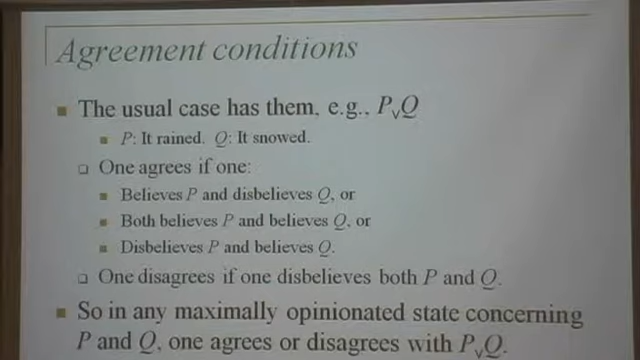 Agreement conditions
■ The usual case has them, e.g., PᵥQ
■ P: It rained. Q: It snowed.
❑ One agrees if one:
■ Believes P and disbelieves Q, or
■ Both believes P and believes Q, or
■ Disbelieves P and believes Q.
❑ One disagrees if one disbelieves both P and Q.
■ So in any maximally opinionated state concerning
P and Q, one agrees or disagrees with PᵥQ.